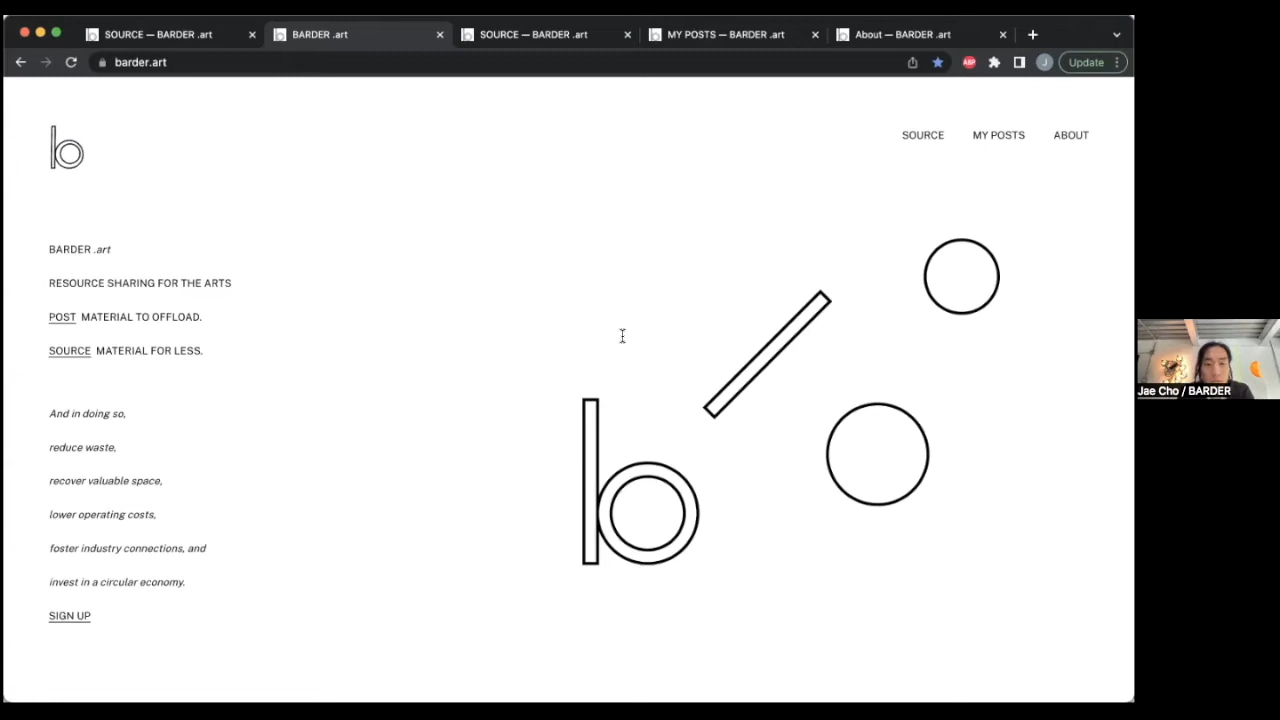 SOURCE — BARDER .art
BARDER .art
SOURCE — BARDER .art
MY POSTS — BARDER .art
About — BARDER .art
barder.art
ABP
J
Update
b
SOURCE
MY POSTS
ABOUT
BARDER .art
RESOURCE SHARING FOR THE ARTS
POST MATERIAL TO OFFLOAD.
SOURCE MATERIAL FOR LESS.
And in doing so,
reduce waste,
recover valuable space,
lower operating costs,
foster industry connections, and
invest in a circular economy.
SIGN UP
b
Jae Cho / BARDER